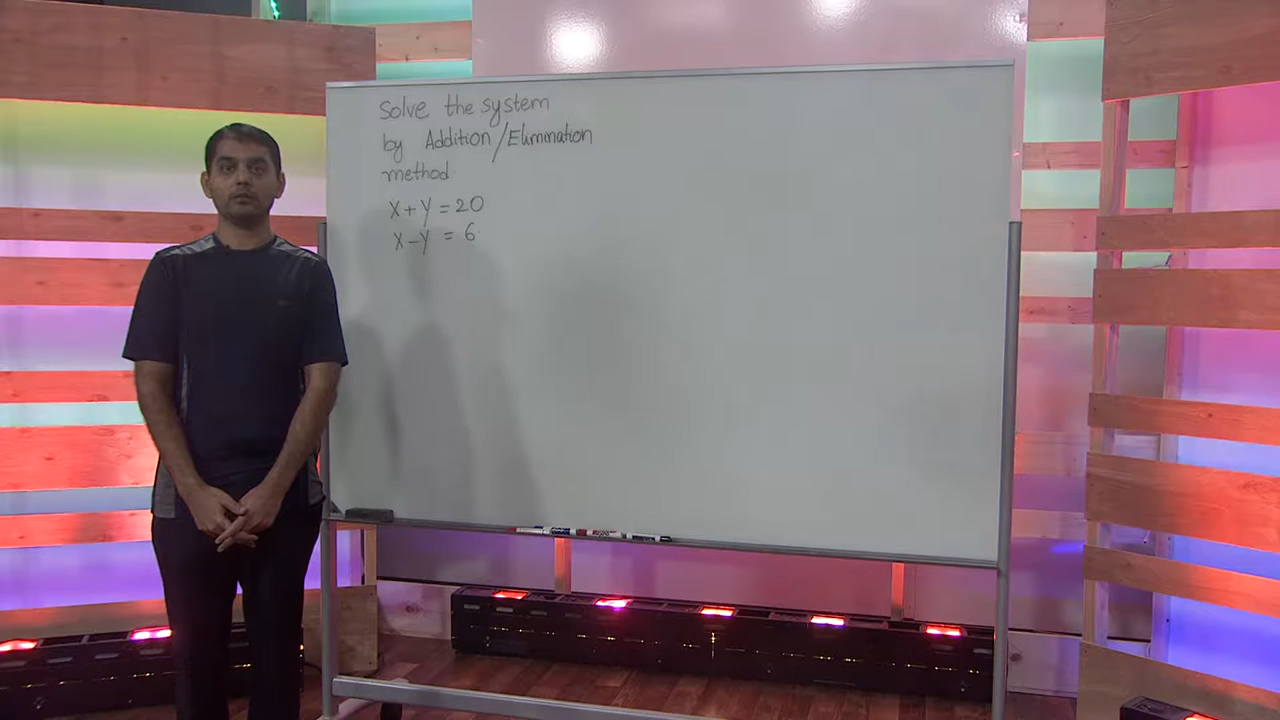 Solve the system
by Addition/Elimination
method.
x+y=20
x-y = 6.